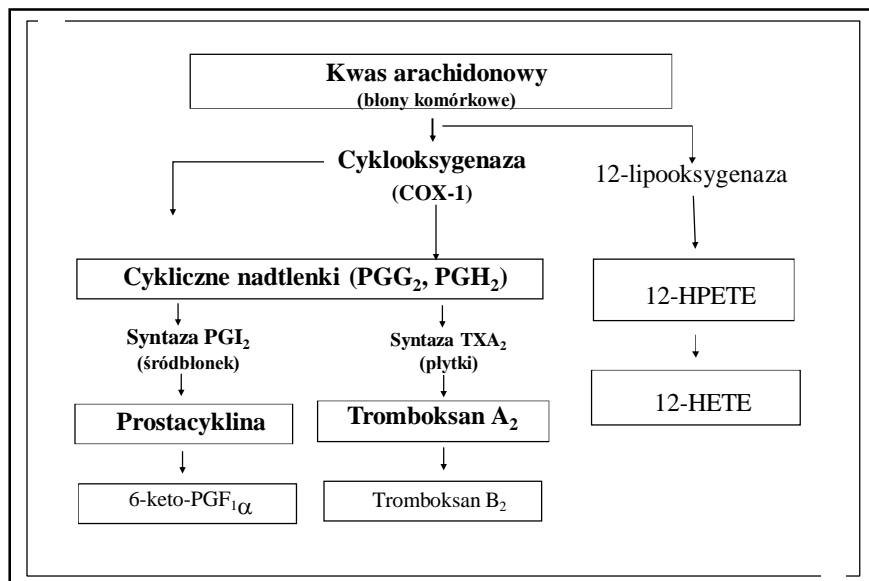 Kwas arachidonowy
(błony komórkowe)
Cyklooksygenaza
(COX-1)
12-lipooksygenaza
Cykliczne nadtlenki (PGG₂, PGH₂)
12-HPETE
Syntaza PGI₂
(śródbłonek)
Syntaza TXA₂
(płytki)
12-HETE
Prostacyklina
Tromboksan A₂
6-keto-PGF₁α
Tromboksan B₂